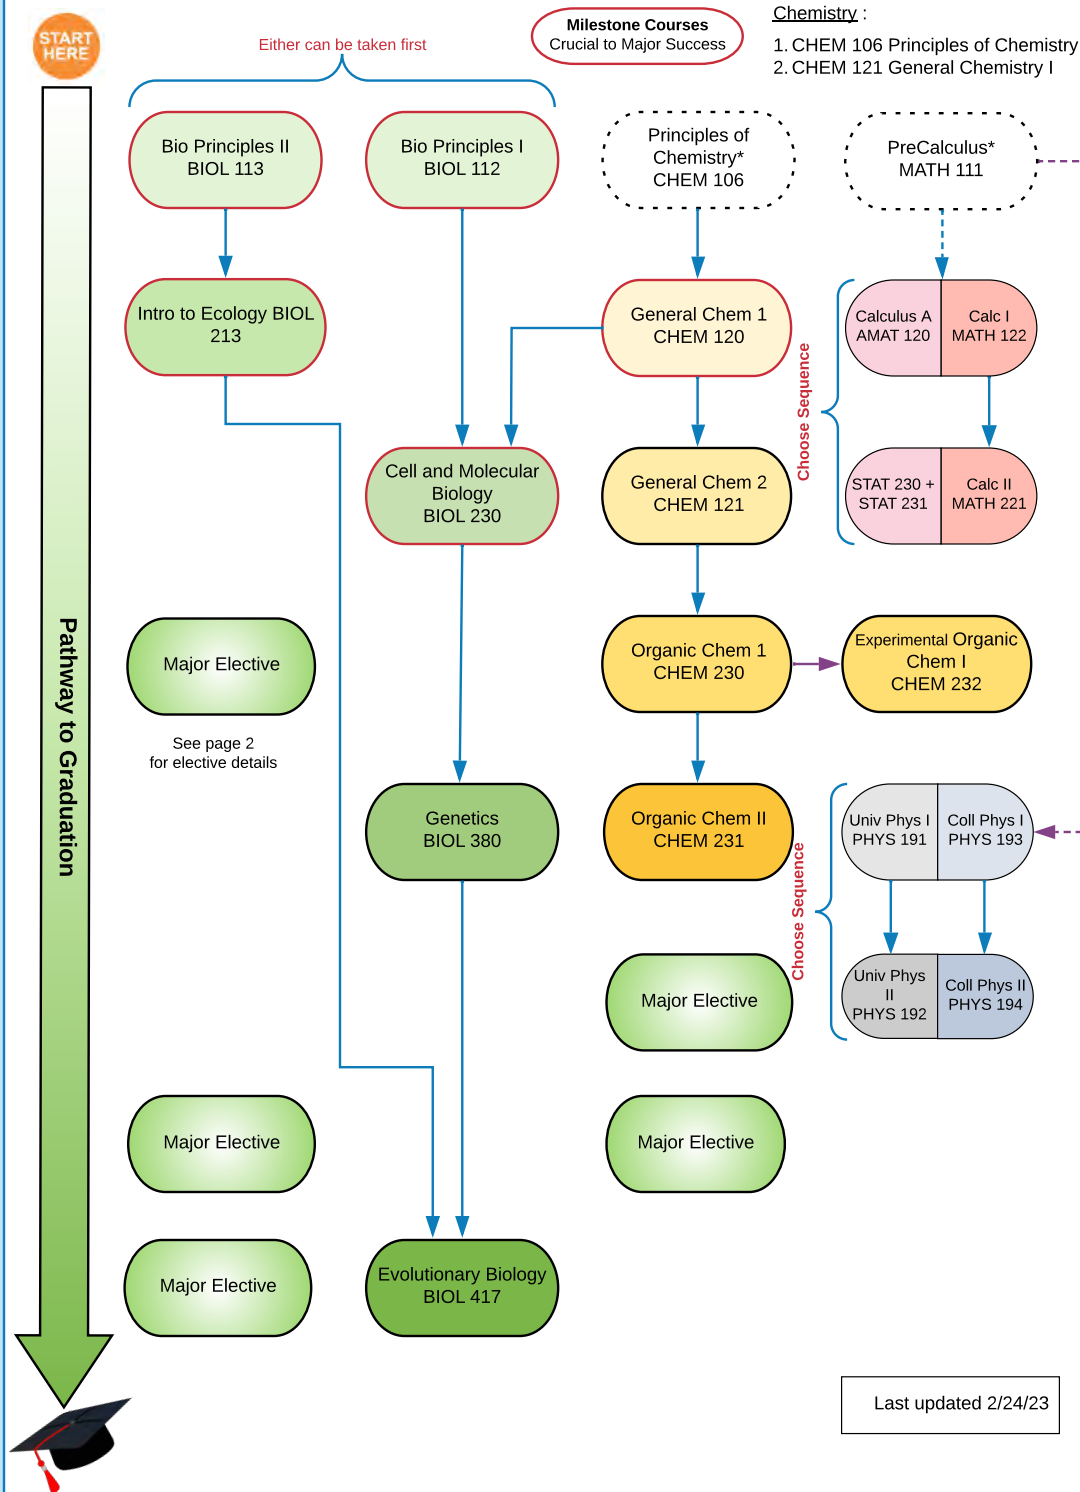 START
HERE
Either can be taken first
Milestone Courses
Crucial to Major Success
Chemistry :
1. CHEM 106 Principles of Chemistry
2. CHEM 121 General Chemistry I
Bio Principles II
BIOL 113
Bio Principles I
BIOL 112
Principles of
Chemistry*
CHEM 106
PreCalculus*
MATH 111
Intro to Ecology BIOL
213
General Chem 1
CHEM 120
Calculus A
AMAT 120
Calc I
MATH 122
Choose Sequence
Cell and Molecular
Biology
BIOL 230
General Chem 2
CHEM 121
STAT 230 +
STAT 231
Calc II
MATH 221
Pathway to Graduation
Major Elective
See page 2
for elective details
Organic Chem 1
CHEM 230
Experimental Organic
Chem I
CHEM 232
Genetics
BIOL 380
Organic Chem II
CHEM 231
Choose Sequence
Univ Phys I
PHYS 191
Coll Phys I
PHYS 193
Major Elective
Univ Phys
II
PHYS 192
Coll Phys II
PHYS 194
Major Elective
Major Elective
Major Elective
Evolutionary Biology
BIOL 417
Last updated 2/24/23